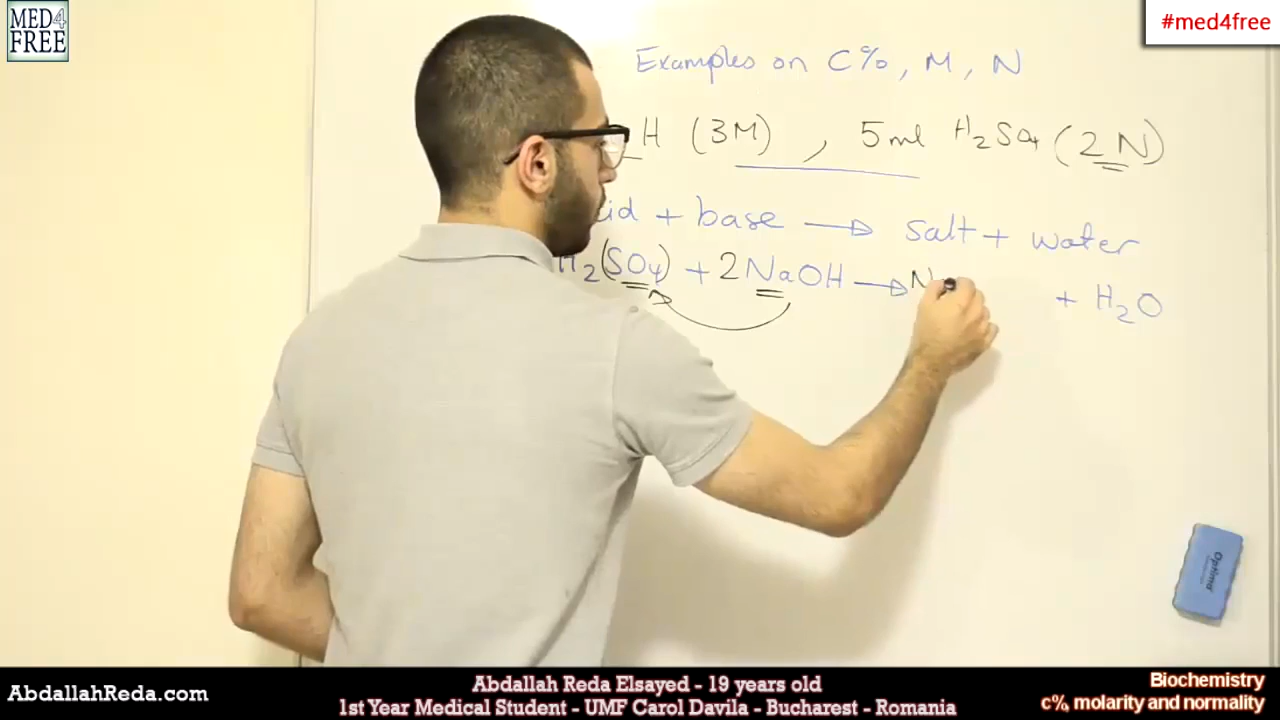 MED4FREE
#med4free
Examples on C%, M, N
H (3M) , 5ml H2SO4 (2N)
id + base → salt + water
H2(SO4) + 2NaOH → N + H2O
Optima
AbdallahReda.com
Abdallah Reda Elsayed - 19 years old
1st Year Medical Student - UMF Carol Davila - Bucharest - Romania
Biochemistry
c%, molarity and normality